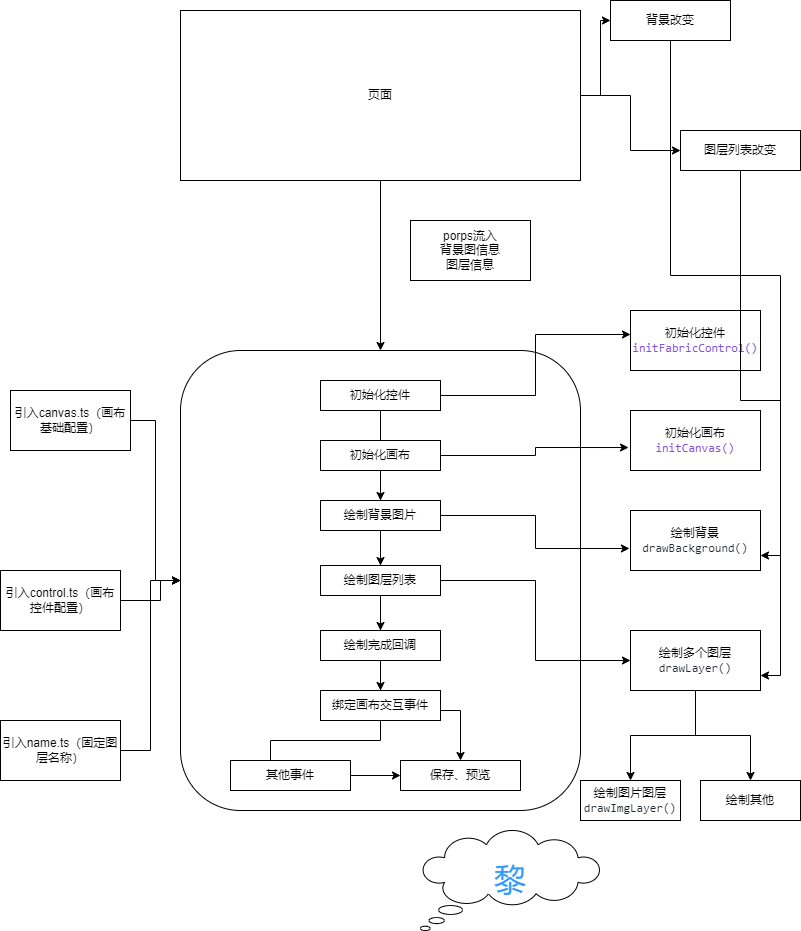 背景改变
页面
图层列表改变
porps流入
背景图信息
图层信息
初始化控件
initFabricControl()
初始化控件
引入canvas.ts（画布
基础配置）
初始化画布
initCanvas()
初始化画布
绘制背景图片
绘制背景
drawBackground()
绘制图层列表
引入control.ts（画布
控件配置）
绘制完成回调
绘制多个图层
drawLayer()
绑定画布交互事件
引入name.ts（固定图
层名称）
其他事件
保存、预览
绘制图片图层
drawImgLayer()
绘制其他
黎